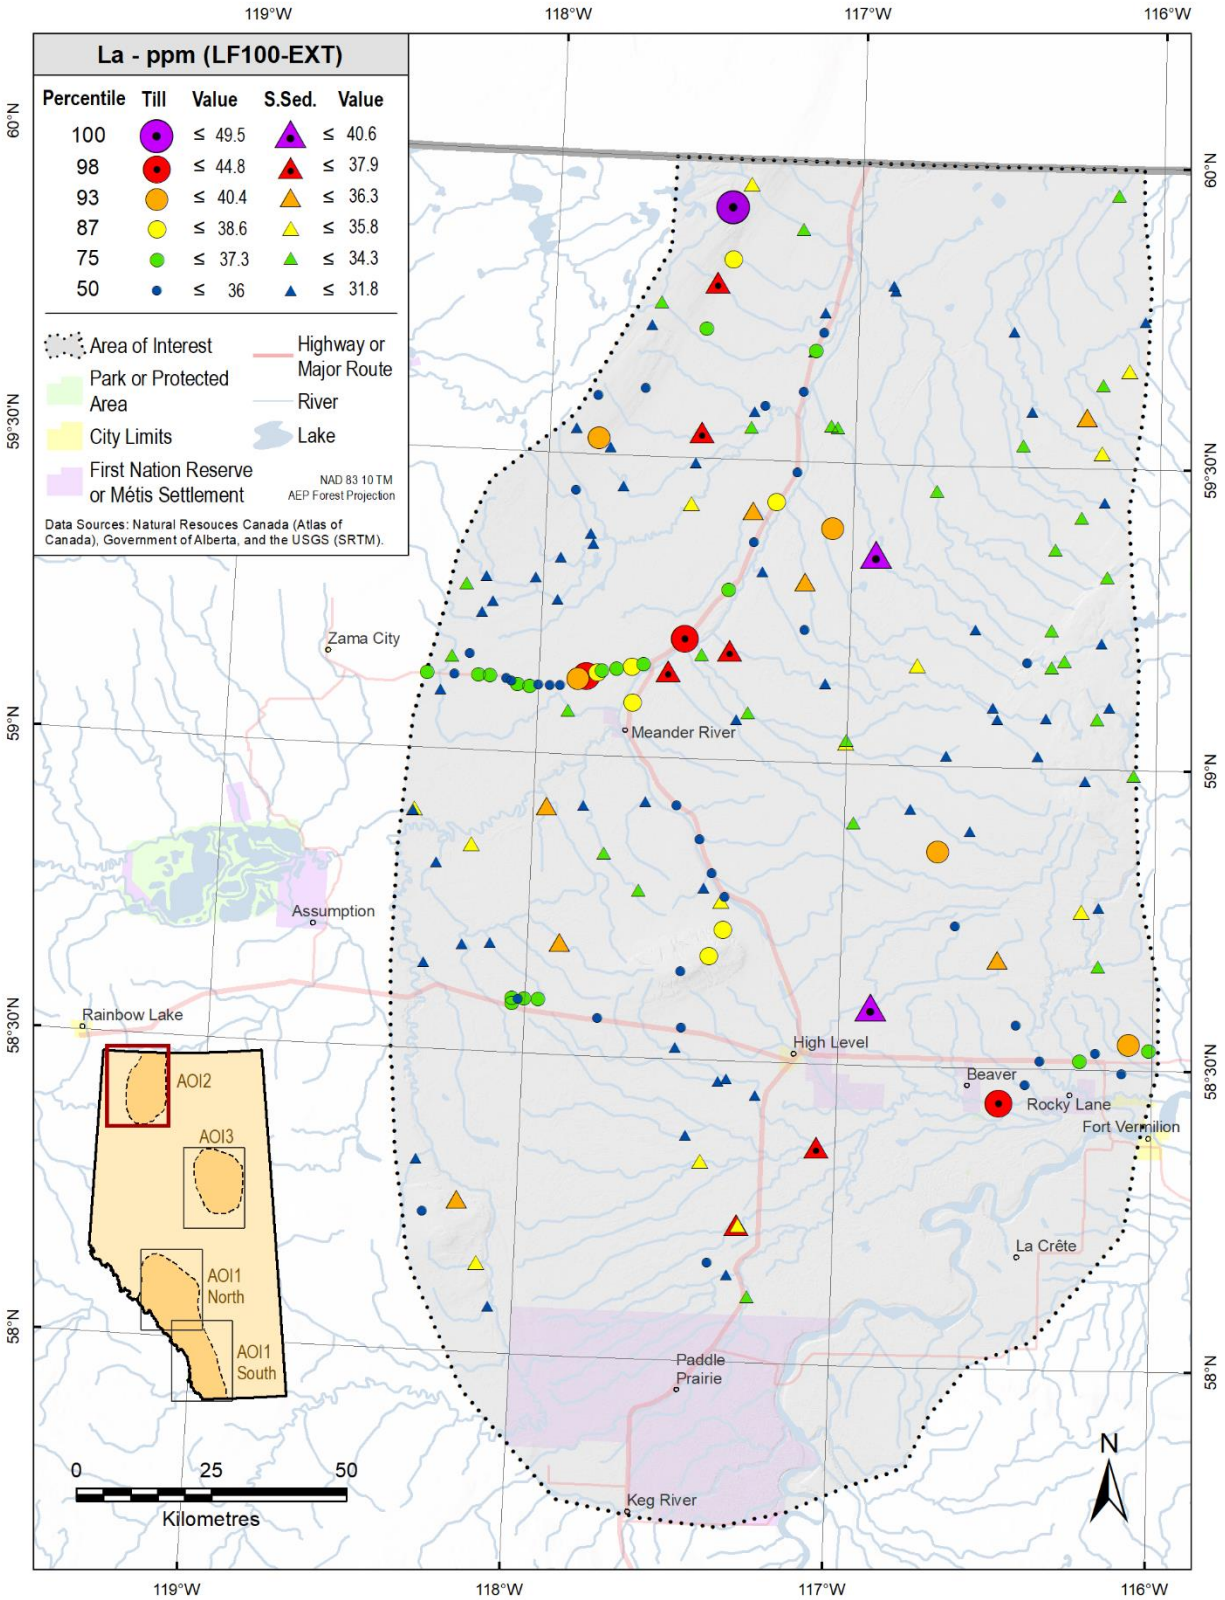 119°W 118°W 117°W 116°W
La - ppm (LF100-EXT)
Percentile Till Value S.Sed. Value
100 ≤ 49.5 ≤ 40.6
98 ≤ 44.8 ≤ 37.9
93 ≤ 40.4 ≤ 36.3
87 ≤ 38.6 ≤ 35.8
75 ≤ 37.3 ≤ 34.3
50 ≤ 36 ≤ 31.8
Area of Interest
Park or Protected
Area
City Limits
First Nation Reserve
or Métis Settlement
Highway or
Major Route
River
Lake
NAD 83 10 TM
AEP Forest Projection
Data Sources: Natural Resouces Canada (Atlas of
Canada), Government of Alberta, and the USGS (SRTM).
60°N
60°N
59°30'N
59°30'N
Zama City
59°N
Meander River
59°N
Assumption
Rainbow Lake
58°30'N
High Level
58°30'N
Beaver
Rocky Lane
Fort Vermilion
La Crête
AOI2
AOI3
AOI1
North
AOI1
South
58°N
Paddle
Prairie
58°N
Keg River
N
0 25 50
Kilometres
119°W 118°W 117°W 116°W